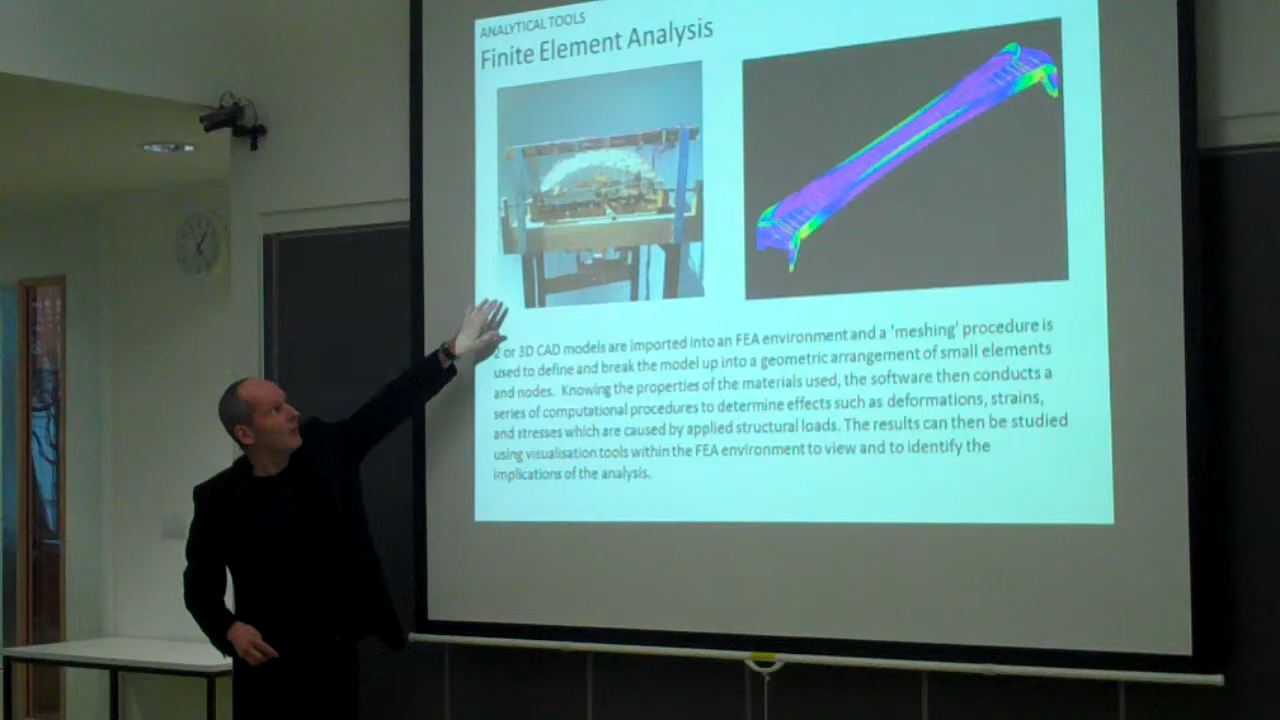 ANALYTICAL TOOLS
Finite Element Analysis
2 or 3D CAD models are imported into an FEA environment and a 'meshing' procedure is
used to define and break the model up into a geometric arrangement of small elements
and nodes. Knowing the properties of the materials used, the software then conducts a
series of computational procedures to determine effects such as deformations, strains,
and stresses which are caused by applied structural loads. The results can then be studied
using visualisation tools within the FEA environment to view and to identify the
implications of the analysis.